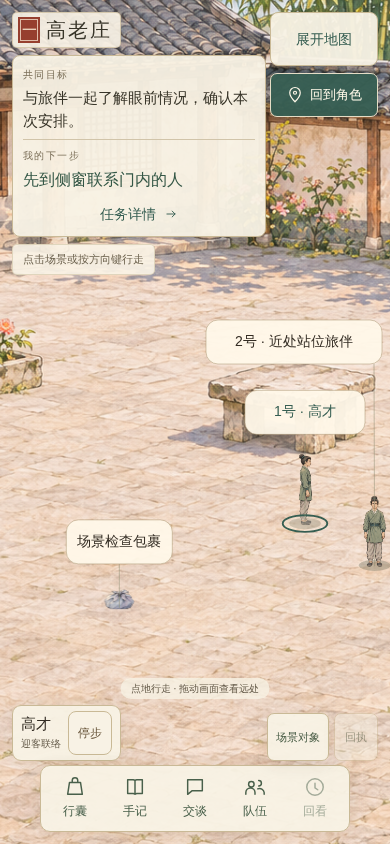 高老庄
展开地图
回到角色
共同目标
与旅伴一起了解眼前情况，确认本
次安排。
我的下一步
先到侧窗联系门内的人
任务详情 →
点击场景或按方向键行走
2号 · 近处站位旅伴
1号 · 高才
场景检查包裹
点地行走 · 拖动画面查看远处
高才
迎客联络
停步
场景对象
回执
行囊
手记
交谈
队伍
回看